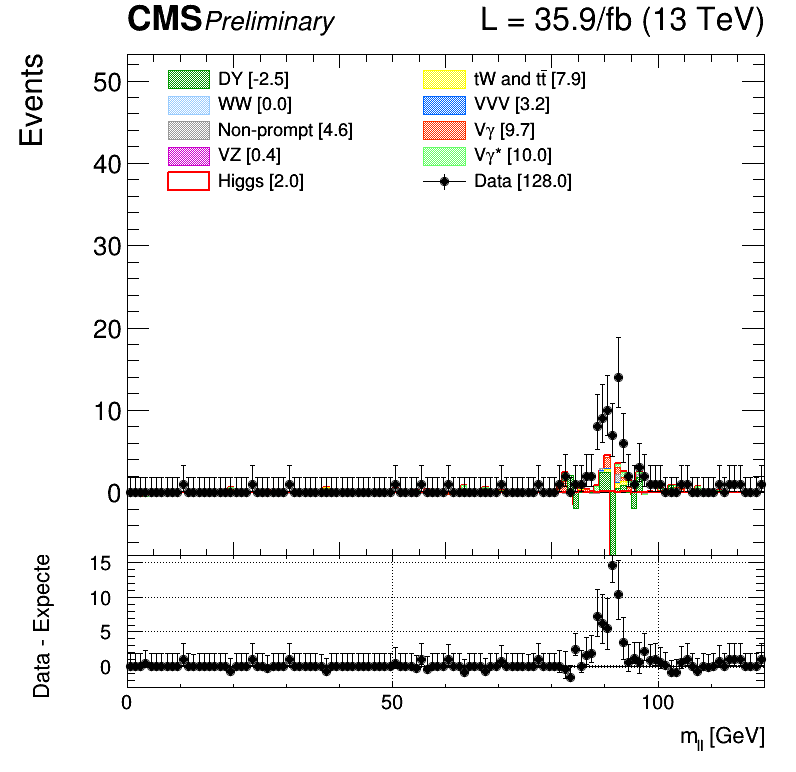 CMS Preliminary L = 35.9/fb (13 TeV)
Events
50
40
30
20
10
0
DY [-2.5]
WW [0.0]
Non-prompt [4.6]
VZ [0.4]
Higgs [2.0]
tW and tt̄ [7.9]
VVV [3.2]
Vγ [9.7]
Vγ* [10.0]
Data [128.0]
Data - Expecte
15
10
5
0
0 50 100
m_ll [GeV]